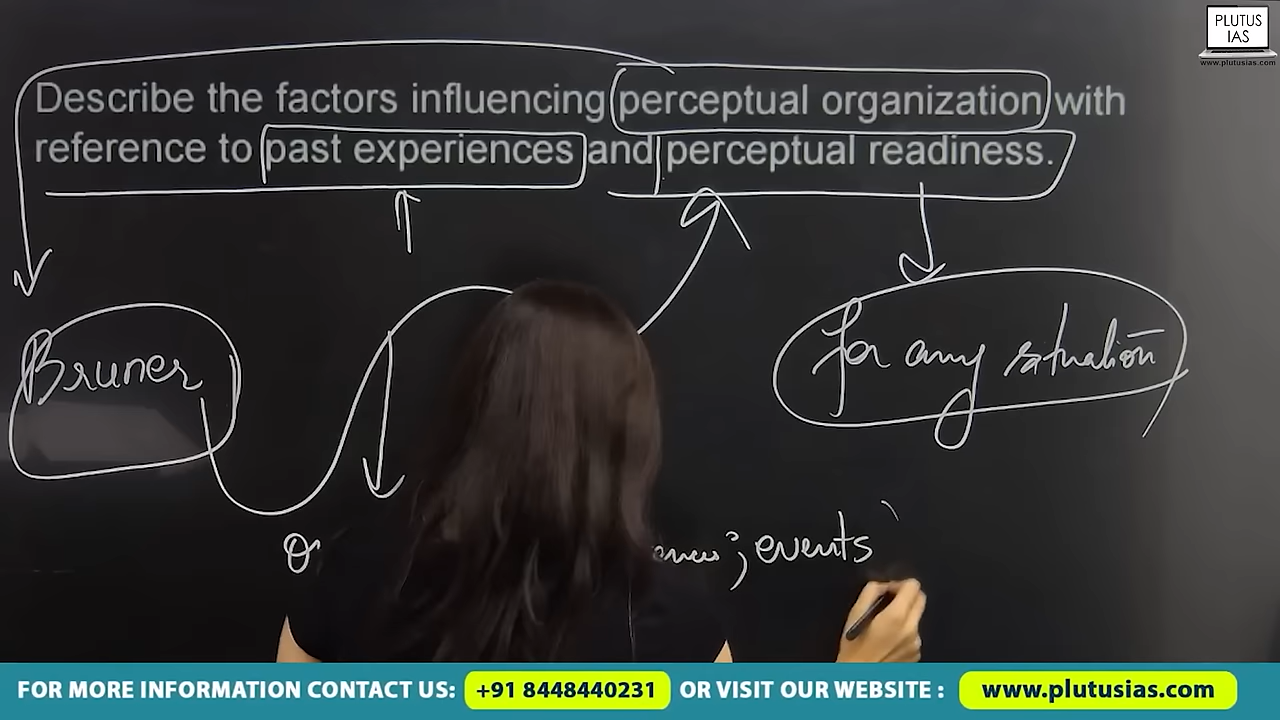 PLUTUS
IAS
www.plutusias.com
Describe the factors influencing perceptual organization with
reference to past experiences and perceptual readiness.
Bruner
for any situation
; events
FOR MORE INFORMATION CONTACT US: +91 8448440231 OR VISIT OUR WEBSITE : www.plutusias.com